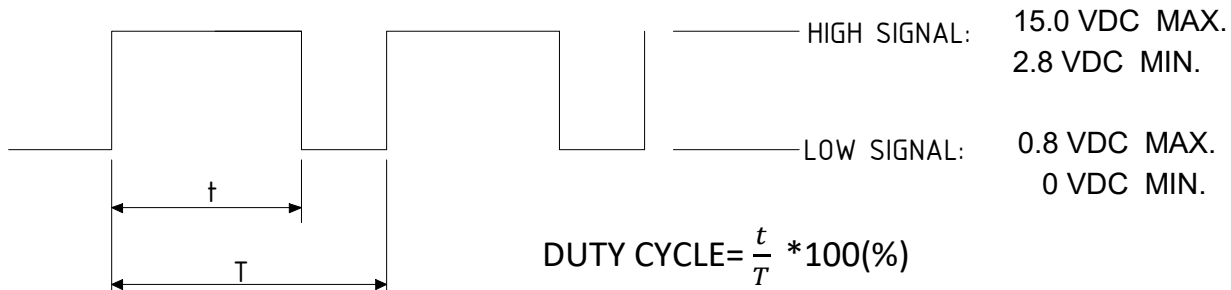 HIGH SIGNAL: 15.0 VDC MAX.
2.8 VDC MIN.
LOW SIGNAL: 0.8 VDC MAX.
0 VDC MIN.
t
T
DUTY CYCLE= t/T *100(%)